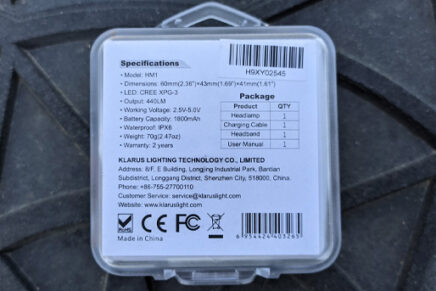 Specifications
• Model: HM1
• Dimensions: 60mm(2.36")×43mm(1.69")×41mm(1.61")
• LED: CREE XPG-3
• Output: 440LM
• Working Voltage: 2.5V-5.0V
• Battery Capacity: 1800mAh
• Waterproof: IPX6
• Weight: 70g(2.47oz)
• Warranty: 2 years
H9XY02545
Package
Product QTY
Headlamp 1
Charging Cable 1
Headband 1
User Manual 1
KLARUS LIGHTING TECHNOLOGY CO., LIMITED
Address: 8/F, E Building, Longjing Industrial Park, Bantian
Subdistrict, Longgang District, Shenzhen City, 518000, China.
Phone: +86-755-27700110
Customer Service: service@klaruslight.com
Website: www.klaruslight.com
CE FC
Made in China
6 954424 403265